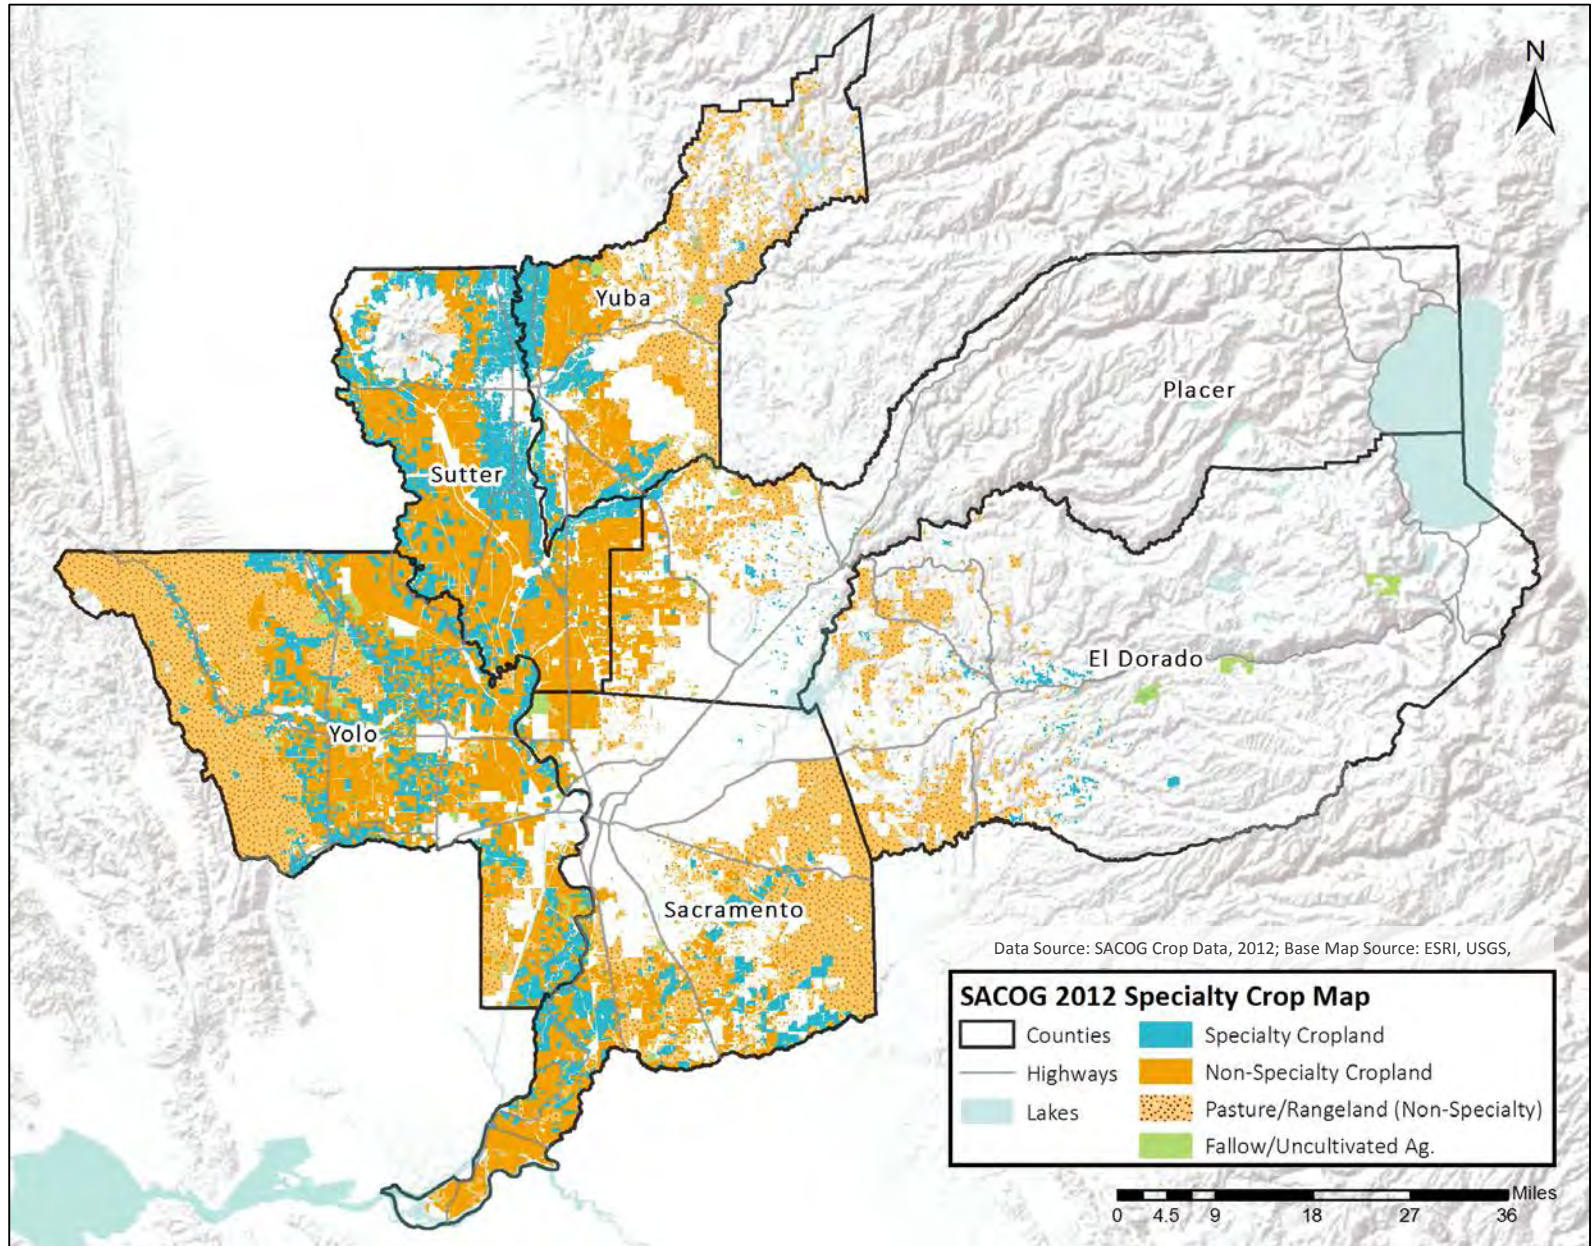 N
Yuba
Placer
Sutter
El Dorado
Yolo
Sacramento
Data Source: SACOG Crop Data, 2012; Base Map Source: ESRI, USGS,
SACOG 2012 Specialty Crop Map
Counties
Highways
Lakes
Specialty Cropland
Non-Specialty Cropland
Pasture/Rangeland (Non-Specialty)
Fallow/Uncultivated Ag.
Miles
0 4.5 9 18 27 36